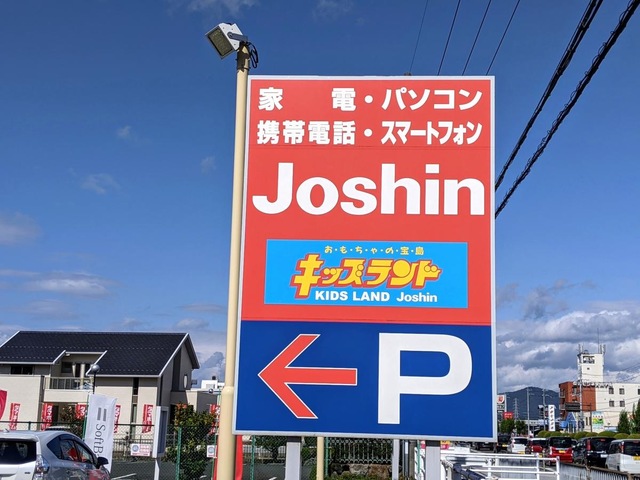 家電・パソコン
携帯電話・スマートフォン
Joshin
お・も・ちゃ・の・宝・島
キッズランド
KIDS LAND Joshin
P
SoftB